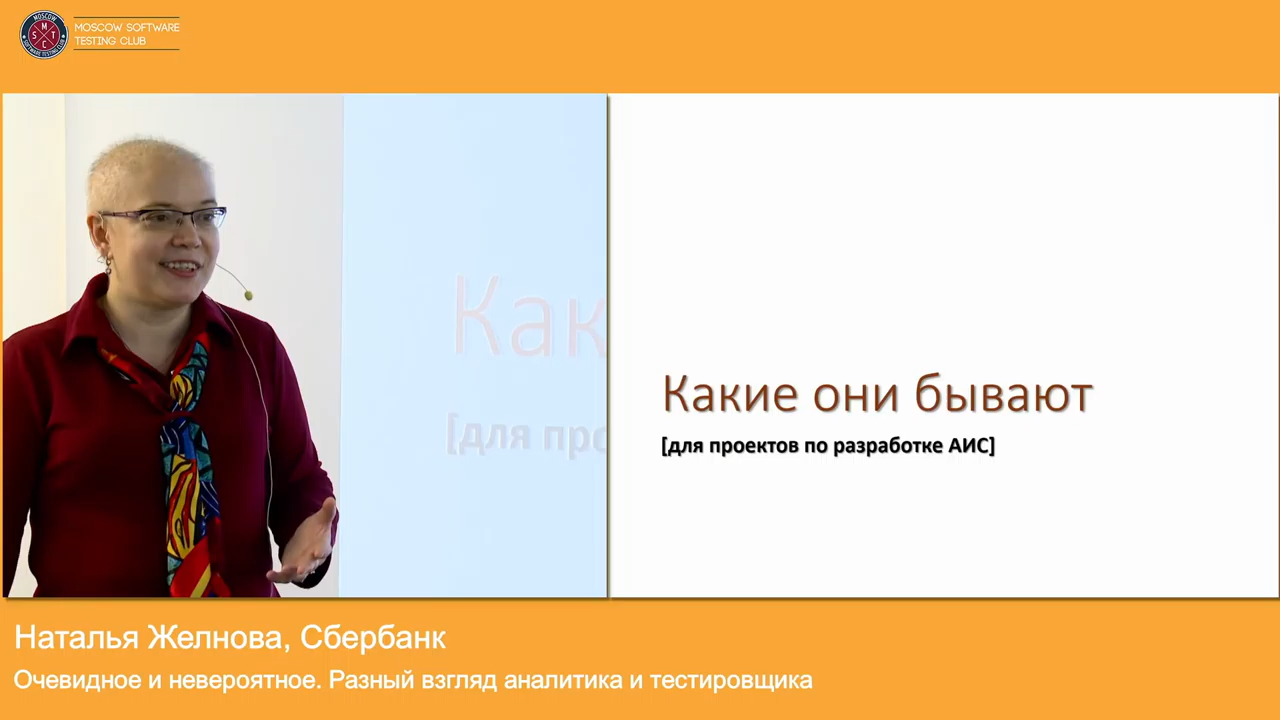 MOSCOW SOFTWARE
TESTING CLUB
Как
[для про
Какие они бывают
[для проектов по разработке АИС]
Наталья Желнова, Сбербанк
Очевидное и невероятное. Разный взгляд аналитика и тестировщика